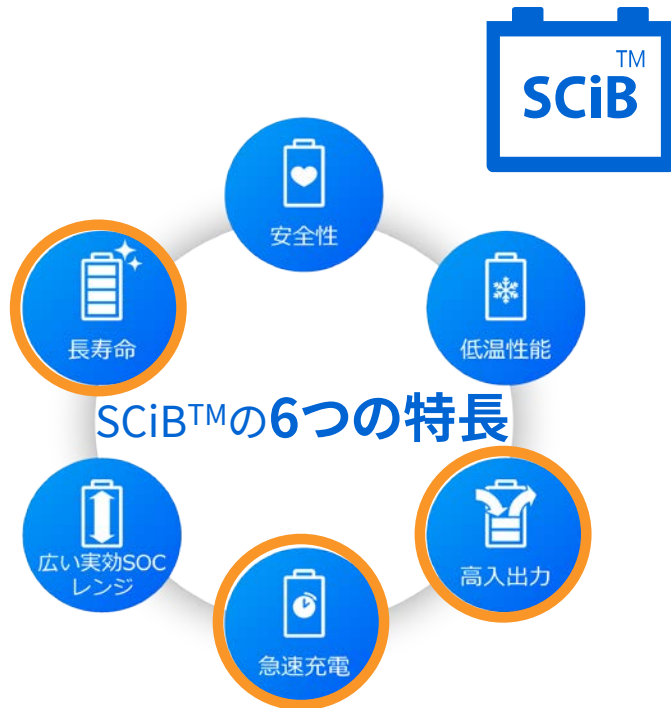 SCiB™
安全性
長寿命
低温性能
SCiB™の6つの特長
広い実効SOC
レンジ
高入出力
急速充電